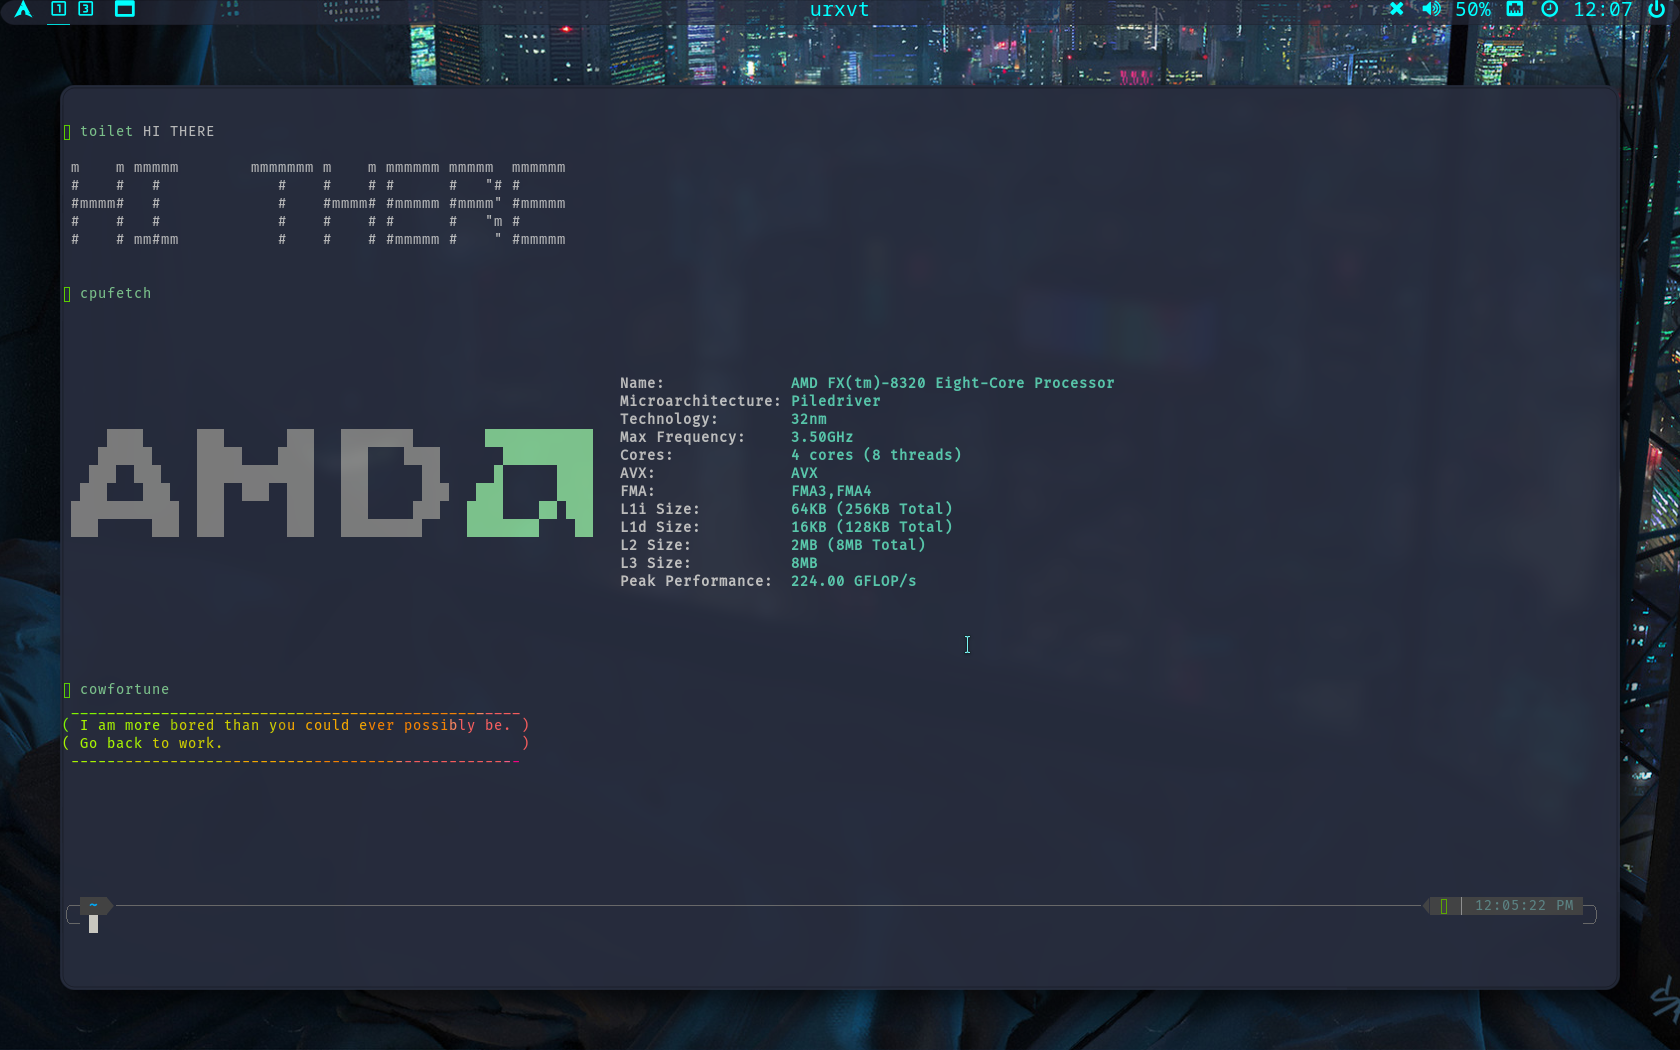 1 3 urxvt 50% 12:07
toilet HI THERE
m    m mmmmm        mmmmmmm m    m mmmmmm mmmmm  mmmmmm
#    #   #             #    #    # #      #   "# #
#mmmm#   #             #    #mmmm# #mmmmm #mmmm" #mmmmm
#    #   #             #    #    # #      #   "m #
#    # mm#mm           #    #    # #mmmmm #    " #mmmmm
cpufetch
AMD
Name: AMD FX(tm)-8320 Eight-Core Processor
Microarchitecture: Piledriver
Technology: 32nm
Max Frequency: 3.50GHz
Cores: 4 cores (8 threads)
AVX: AVX
FMA: FMA3,FMA4
L1i Size: 64KB (256KB Total)
L1d Size: 16KB (128KB Total)
L2 Size: 2MB (8MB Total)
L3 Size: 8MB
Peak Performance: 224.00 GFLOP/s
cowfortune
( I am more bored than you could ever possibly be. )
( Go back to work. )
~ 12:05:22 PM